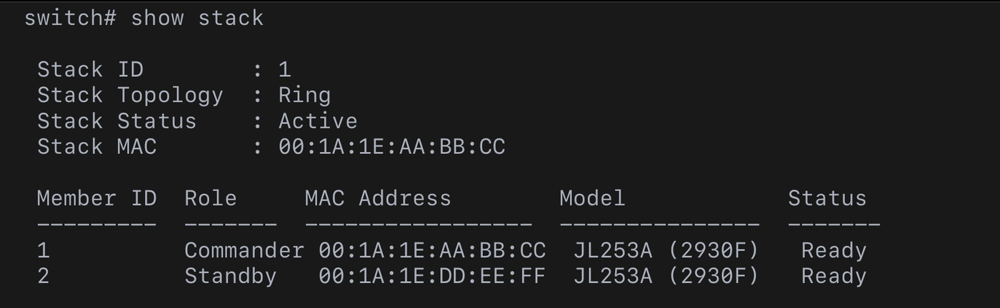 switch# show stack
Stack ID        : 1
Stack Topology  : Ring
Stack Status    : Active
Stack MAC       : 00:1A:1E:AA:BB:CC
Member ID  Role     MAC Address        Model            Status
---------  -------  -----------------  ---------------  -------
1          Commander 00:1A:1E:AA:BB:CC  JL253A (2930F)   Ready
2          Standby   00:1A:1E:DD:EE:FF  JL253A (2930F)   Ready